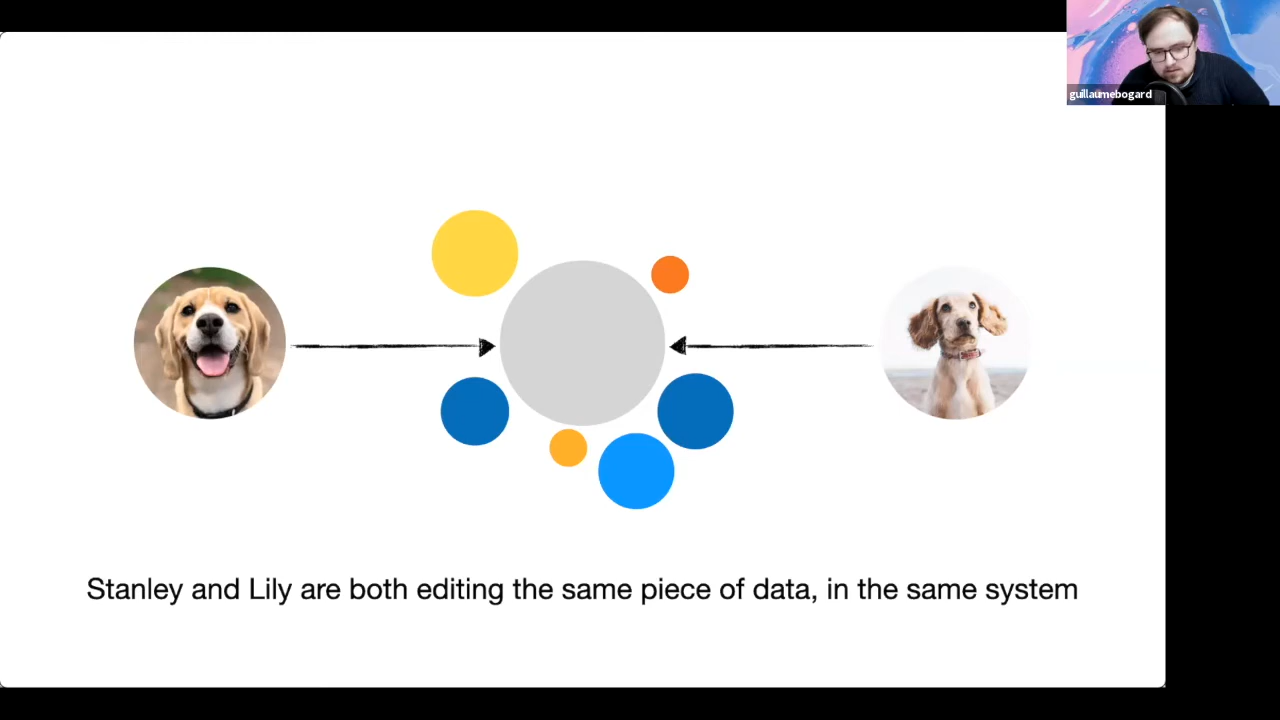 guillaumebogard
Stanley and Lily are both editing the same piece of data, in the same system